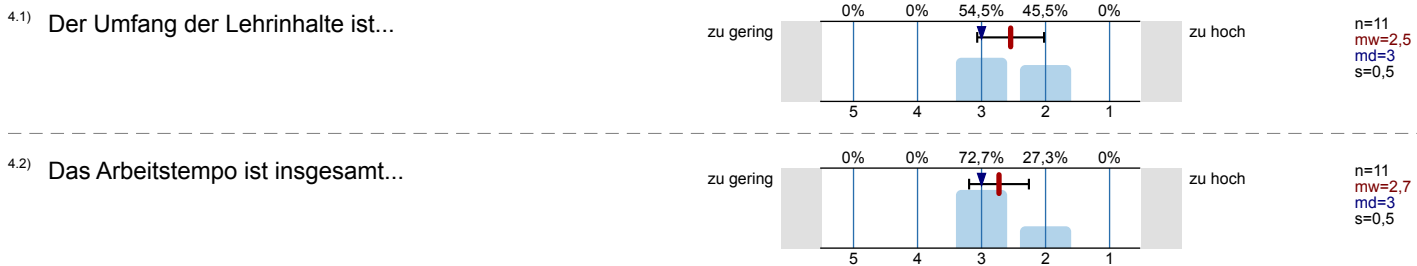 4.1) Der Umfang der Lehrinhalte ist...
0% 0% 54,5% 45,5% 0%
zu gering zu hoch
5 4 3 2 1
n=11
mw=2,5
md=3
s=0,5
4.2) Das Arbeitstempo ist insgesamt...
0% 0% 72,7% 27,3% 0%
zu gering zu hoch
5 4 3 2 1
n=11
mw=2,7
md=3
s=0,5